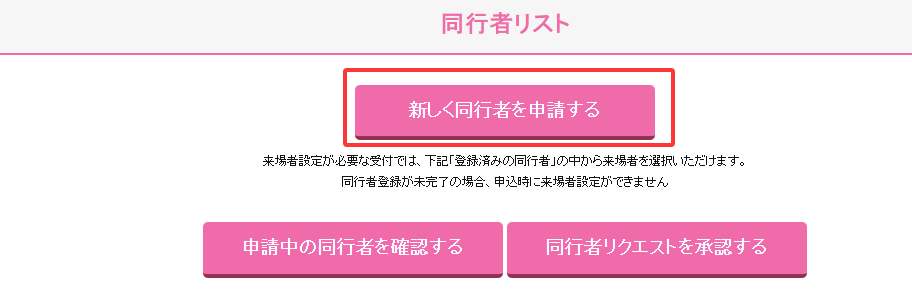 同行者リスト
新しく同行者を申請する
来場者設定が必要な受付では、下記「登録済みの同行者」の中から来場者を選択いただけます。
同行者登録が未完了の場合、申込時に来場者設定ができません
申請中の同行者を確認する
同行者リクエストを承認する